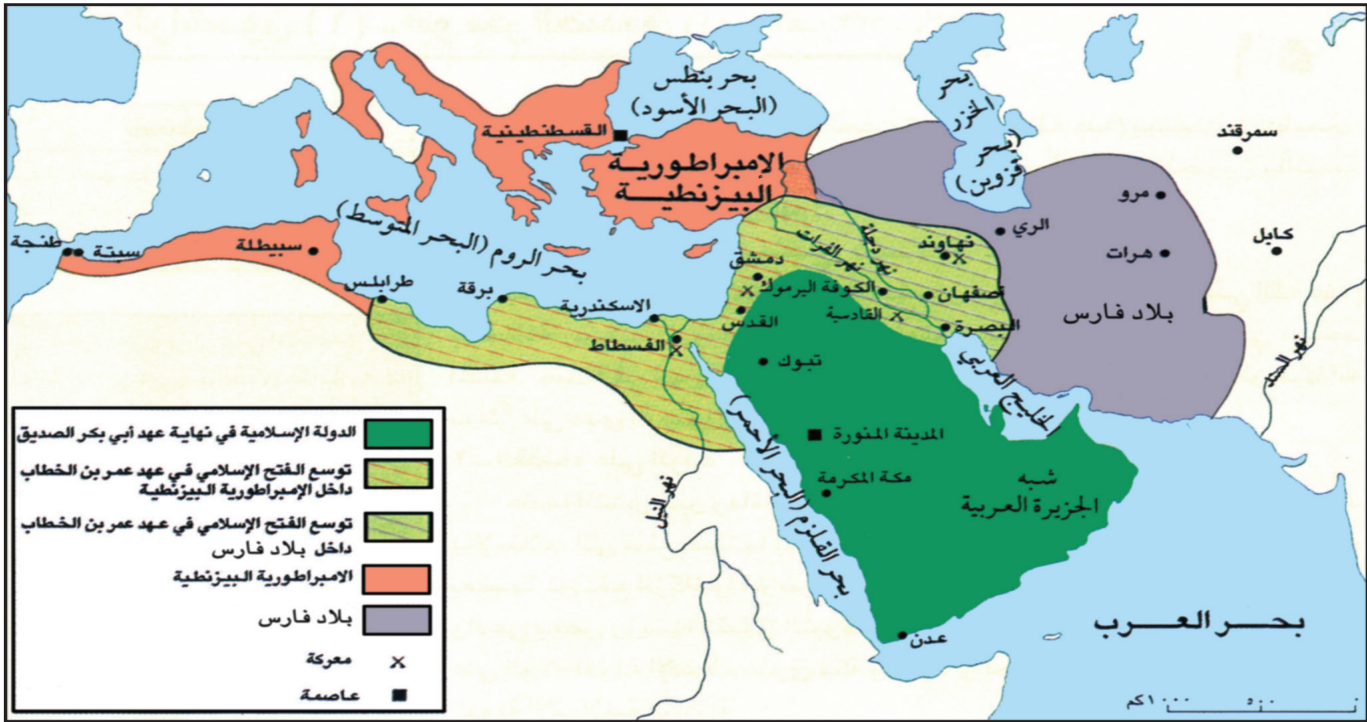 بحر بنطس
(البحر الأسود)
بحر
الخزر
(بحر
قزوين)
سمرقند
القسطنطينية
الإمبراطورية
البيزنطية
مرو
كابل
الري
هرات
نهاوند
نهر دجلة
نهر الفرات
طنجة
سبتة
سبيطلة
بحر الروم (البحر المتوسط)
دمشق
اليرموك
الكوفة
أصفهان
طرابلس
برقة
الاسكندرية
القدس
القادسية
البصرة
بلاد فارس
الفسطاط
تبوك
نهر السند
الخليج العربي
المدينة المنورة
مكة المكرمة
شبه
الجزيرة العربية
بحر القلزم (البحر الأحمر)
نهر النيل
عدن
بحر العرب
الدولة الإسلامية في نهاية عهد أبي بكر الصديق
توسع الفتح الإسلامي في عهد عمر بن الخطاب
داخل الإمبراطورية البيزنطية
توسع الفتح الإسلامي في عهد عمر بن الخطاب
داخل بلاد فارس
الامبراطورية البيزنطية
بلاد فارس
معركة
عاصمة
٥٠٠
١٠٠٠ كم